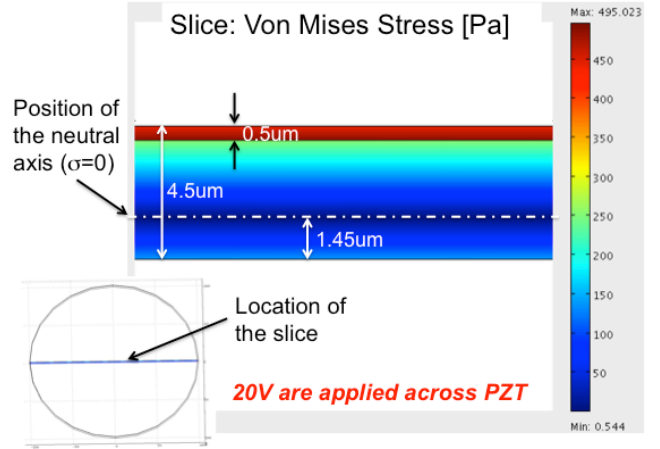 Slice: Von Mises Stress [Pa]
Max: 495.023
Position of
the neutral
axis (σ=0)
0.5um
4.5um
1.45um
450
400
350
300
250
200
150
100
50
Min: 0.544
Location of
the slice
20V are applied across PZT